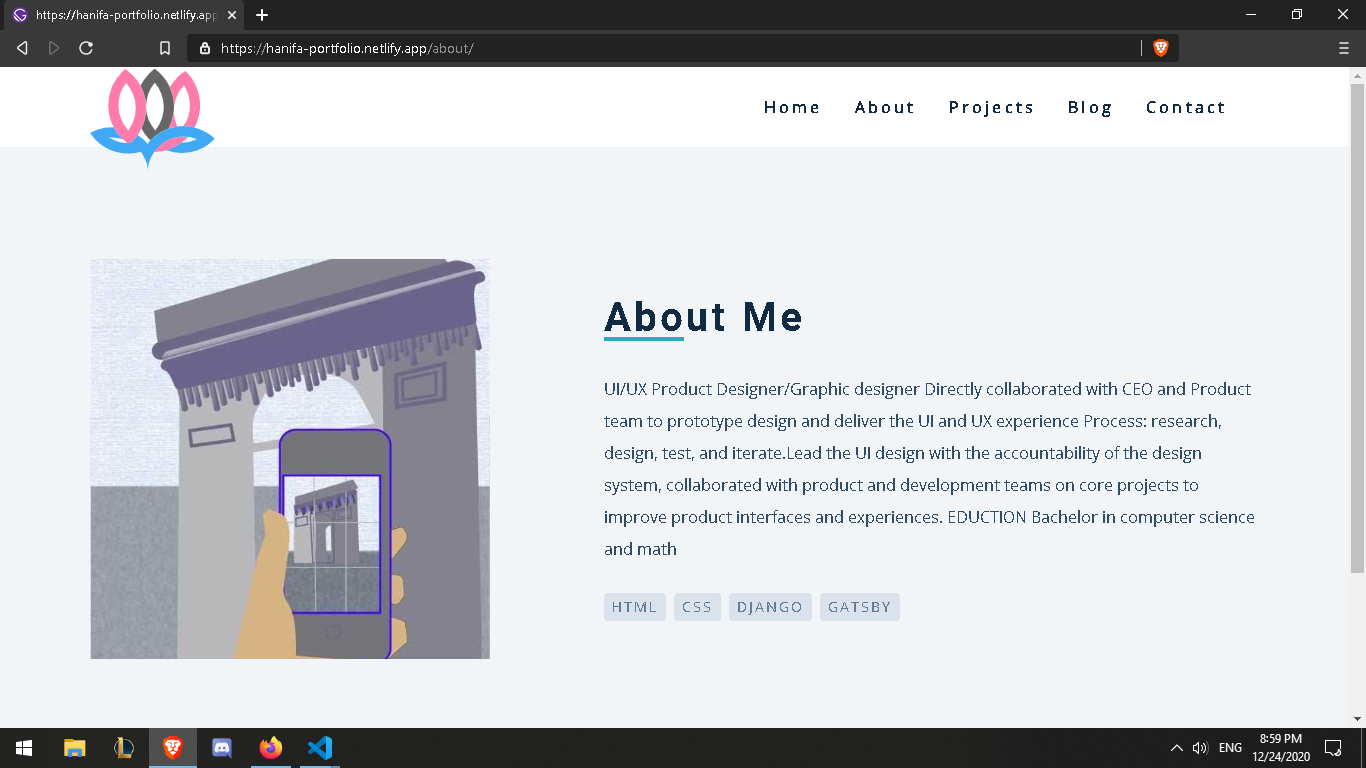 https://hanifa-portfolio.netlify.app
https://hanifa-portfolio.netlify.app/about/
Home About Projects Blog Contact
About Me
UI/UX Product Designer/Graphic designer Directly collaborated with CEO and Product
team to prototype design and deliver the UI and UX experience Process: research,
design, test, and iterate.Lead the UI design with the accountability of the design
system, collaborated with product and development teams on core projects to
improve product interfaces and experiences. EDUCTION Bachelor in computer science
and math
HTML CSS DJANGO GATSBY
ENG
8:59 PM
12/24/2020